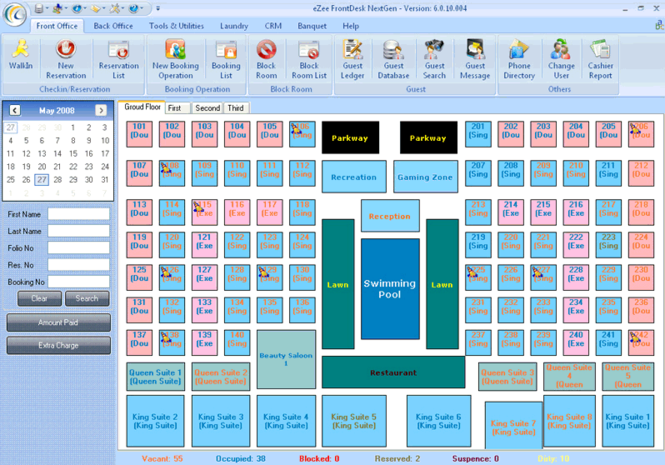 eZee FrontDesk NextGen - Version: 6.0.10.004
Front Office Back Office Tools & Utilities Laundry CRM Banquet Help
WalkIn New Reservation Reservation List New Booking Operation Booking List Block Room Block Room List Guest Ledger Guest Database Guest Search Guest Message Phone Directory Change User Cashier Report
Checkin/Reservation Booking Operation Block Room Guest Others
May 2008
27 1 2 3
4 5 6 7 8 9 10
11 12 13 14 15 16 17
18 19 20 21 22 23 24
25 26 27 28 29 30 31
First Name
Last Name
Folio No
Res. No
Booking No
Clear Search
Amount Paid
Extra Charge
Groud Floor First Second Third
101 (Dou 102 (Dou 103 (Dou 104 (Dou 105 (Dou (Sing Parkway Parkway 201 (Sing 202 (Dou 203 (Dou 204 (Dou 205 (Dou 206 (Dou
107 (Dou (Sing 109 (Sing 110 (Sing 111 (Sing 112 (Sing Recreation Gaming Zone 207 (Sing 208 (Sing 209 (Sing 210 (Sing 211 (Sing 212 (Dou
113 (Dou 114 (Sing 115 (Exe 116 (Exe 117 (Exe 118 (Sing Reception 213 (Sing 214 (Exe 215 (Exe 216 (Exe 217 (Sing 218 (Dou
119 (Dou 120 (Sing 121 (Exe 122 (Sing 123 (Sing 124 (Sing 219 (Sing 220 (Sing 221 (Sing 222 (Exe 223 (Sing 224 (Dou
125 (Dou (Sing 127 (Exe 128 (Sing 129 (Sing 130 (Sing Lawn Swimming Pool Lawn 225 (Sing 226 (Sing 227 (Sing 228 (Exe 229 (Sing 230 (Dou
131 (Dou 132 (Sing 133 (Exe 134 (Sing 135 (Sing 136 (Sing 231 (Sing 232 (Sing 233 (Sing 234 (Exe 235 (Sing 236 (Dou
137 (Dou (Sing 139 (Exe 140 (Sing 237 (Sing 238 (Sing 239 (Sing 240 (Exe 241 (Sing 242 (Dou
Queen Suite 1 (Queen Suite) Queen Suite 2 (Queen Suite) Beauty Saloon 1 Restaurant Queen Suite 3 (Queen Suite) Queen Suite 4 (Queen Queen Suite 5 (Queen
King Suite 2 (King Suite) King Suite 3 (King Suite) King Suite 4 (King Suite) King Suite 5 (King Suite) King Suite 6 (King Suite) King Suite 7 (King Suite) King Suite 8 (King Suite) King Suite 1 (King Suite)
Vacant: 55 Occupied: 38 Blocked: 0 Reserved: 2 Suspence: 0 Dirty: 10